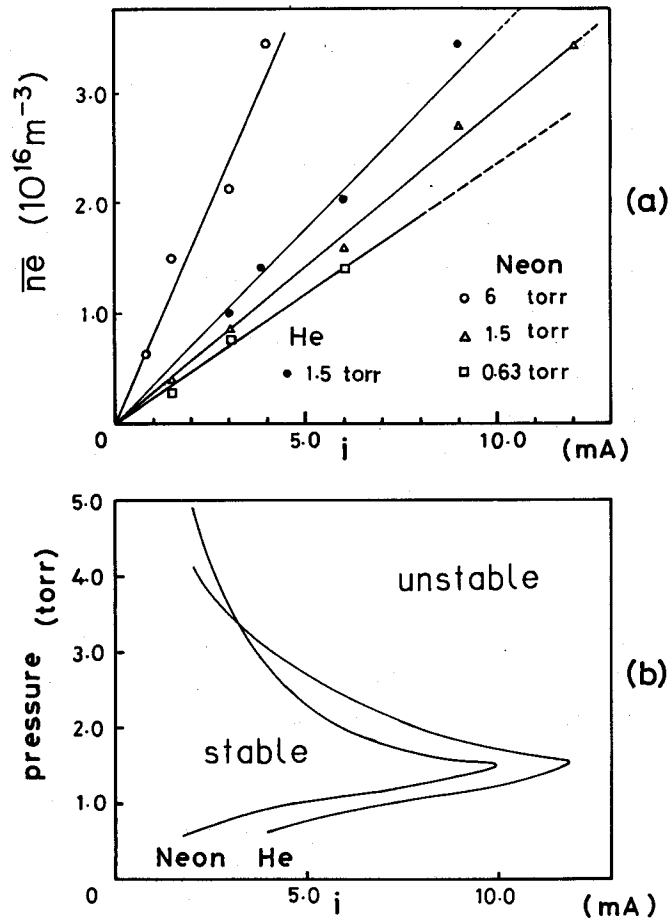 n̅e̅ (10¹⁶m⁻³)
3.0
2.0
1.0
0
5.0
10.0
i
(mA)
He
● 1.5 torr
Neon
○ 6 torr
△ 1.5 torr
□ 0.63 torr
(a)
pressure (torr)
5.0
4.0
3.0
2.0
1.0
0
unstable
stable
Neon He
5.0
10.0
i
(mA)
(b)